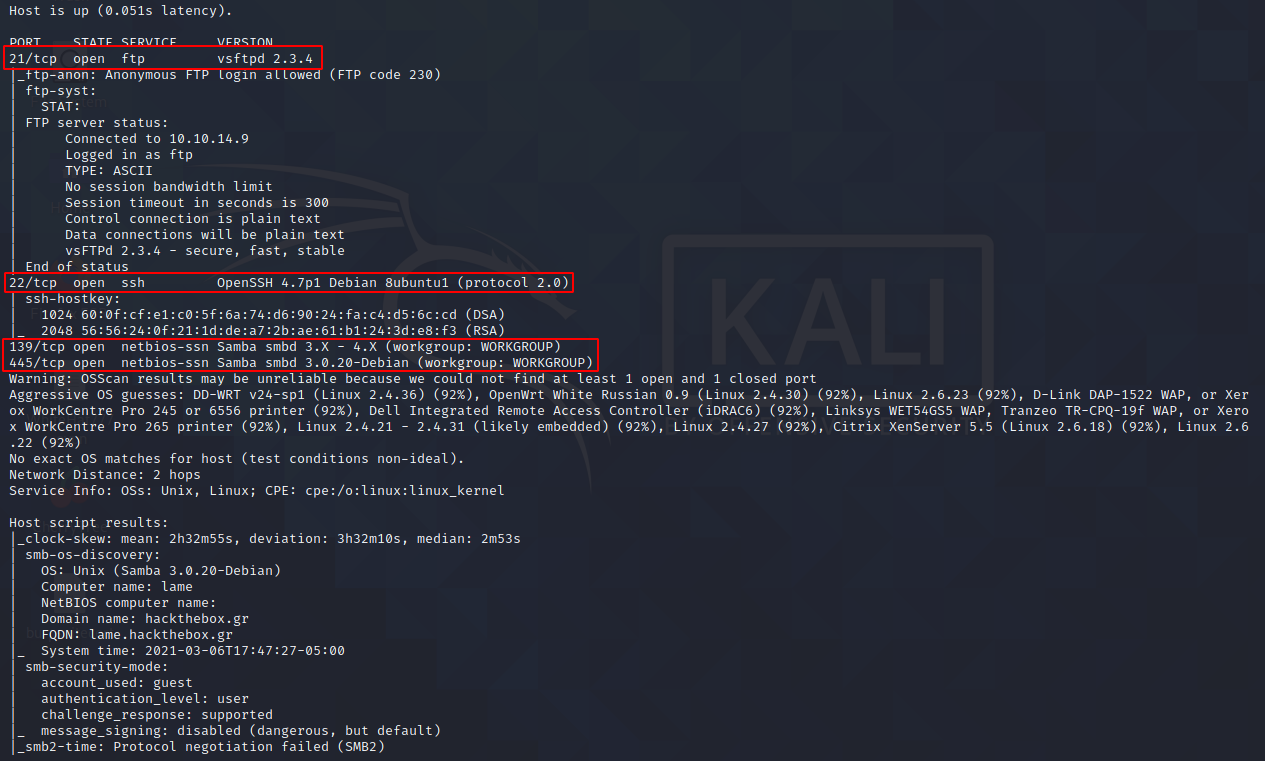 Host is up (0.051s latency).
PORT    STATE SERVICE     VERSION
21/tcp  open  ftp         vsftpd 2.3.4
|_ftp-anon: Anonymous FTP login allowed (FTP code 230)
| ftp-syst:
|   STAT:
| FTP server status:
|      Connected to 10.10.14.9
|      Logged in as ftp
|      TYPE: ASCII
|      No session bandwidth limit
|      Session timeout in seconds is 300
|      Control connection is plain text
|      Data connections will be plain text
|      vsFTPd 2.3.4 - secure, fast, stable
|_End of status
22/tcp  open  ssh         OpenSSH 4.7p1 Debian 8ubuntu1 (protocol 2.0)
| ssh-hostkey:
|   1024 60:0f:cf:e1:c0:5f:6a:74:d6:90:24:fa:c4:d5:6c:cd (DSA)
|_  2048 56:56:24:0f:21:1d:de:a7:2b:ae:61:b1:24:3d:e8:f3 (RSA)
139/tcp open  netbios-ssn Samba smbd 3.X - 4.X (workgroup: WORKGROUP)
445/tcp open  netbios-ssn Samba smbd 3.0.20-Debian (workgroup: WORKGROUP)
Warning: OSScan results may be unreliable because we could not find at least 1 open and 1 closed port
Aggressive OS guesses: DD-WRT v24-sp1 (Linux 2.4.36) (92%), OpenWrt White Russian 0.9 (Linux 2.4.30) (92%), Linux 2.6.23 (92%), D-Link DAP-1522 WAP, or Xer
ox WorkCentre Pro 245 or 6556 printer (92%), Dell Integrated Remote Access Controller (iDRAC6) (92%), Linksys WET54GS5 WAP, Tranzeo TR-CPQ-19f WAP, or Xero
x WorkCentre Pro 265 printer (92%), Linux 2.4.21 - 2.4.31 (likely embedded) (92%), Linux 2.4.27 (92%), Citrix XenServer 5.5 (Linux 2.6.18) (92%), Linux 2.6
.22 (92%)
No exact OS matches for host (test conditions non-ideal).
Network Distance: 2 hops
Service Info: OSs: Unix, Linux; CPE: cpe:/o:linux:linux_kernel
Host script results:
|_clock-skew: mean: 2h32m55s, deviation: 3h32m10s, median: 2m53s
| smb-os-discovery:
|   OS: Unix (Samba 3.0.20-Debian)
|   Computer name: lame
|   NetBIOS computer name:
|   Domain name: hackthebox.gr
|   FQDN: lame.hackthebox.gr
|_  System time: 2021-03-06T17:47:27-05:00
| smb-security-mode:
|   account_used: guest
|   authentication_level: user
|   challenge_response: supported
|_  message_signing: disabled (dangerous, but default)
|_smb2-time: Protocol negotiation failed (SMB2)
KALI